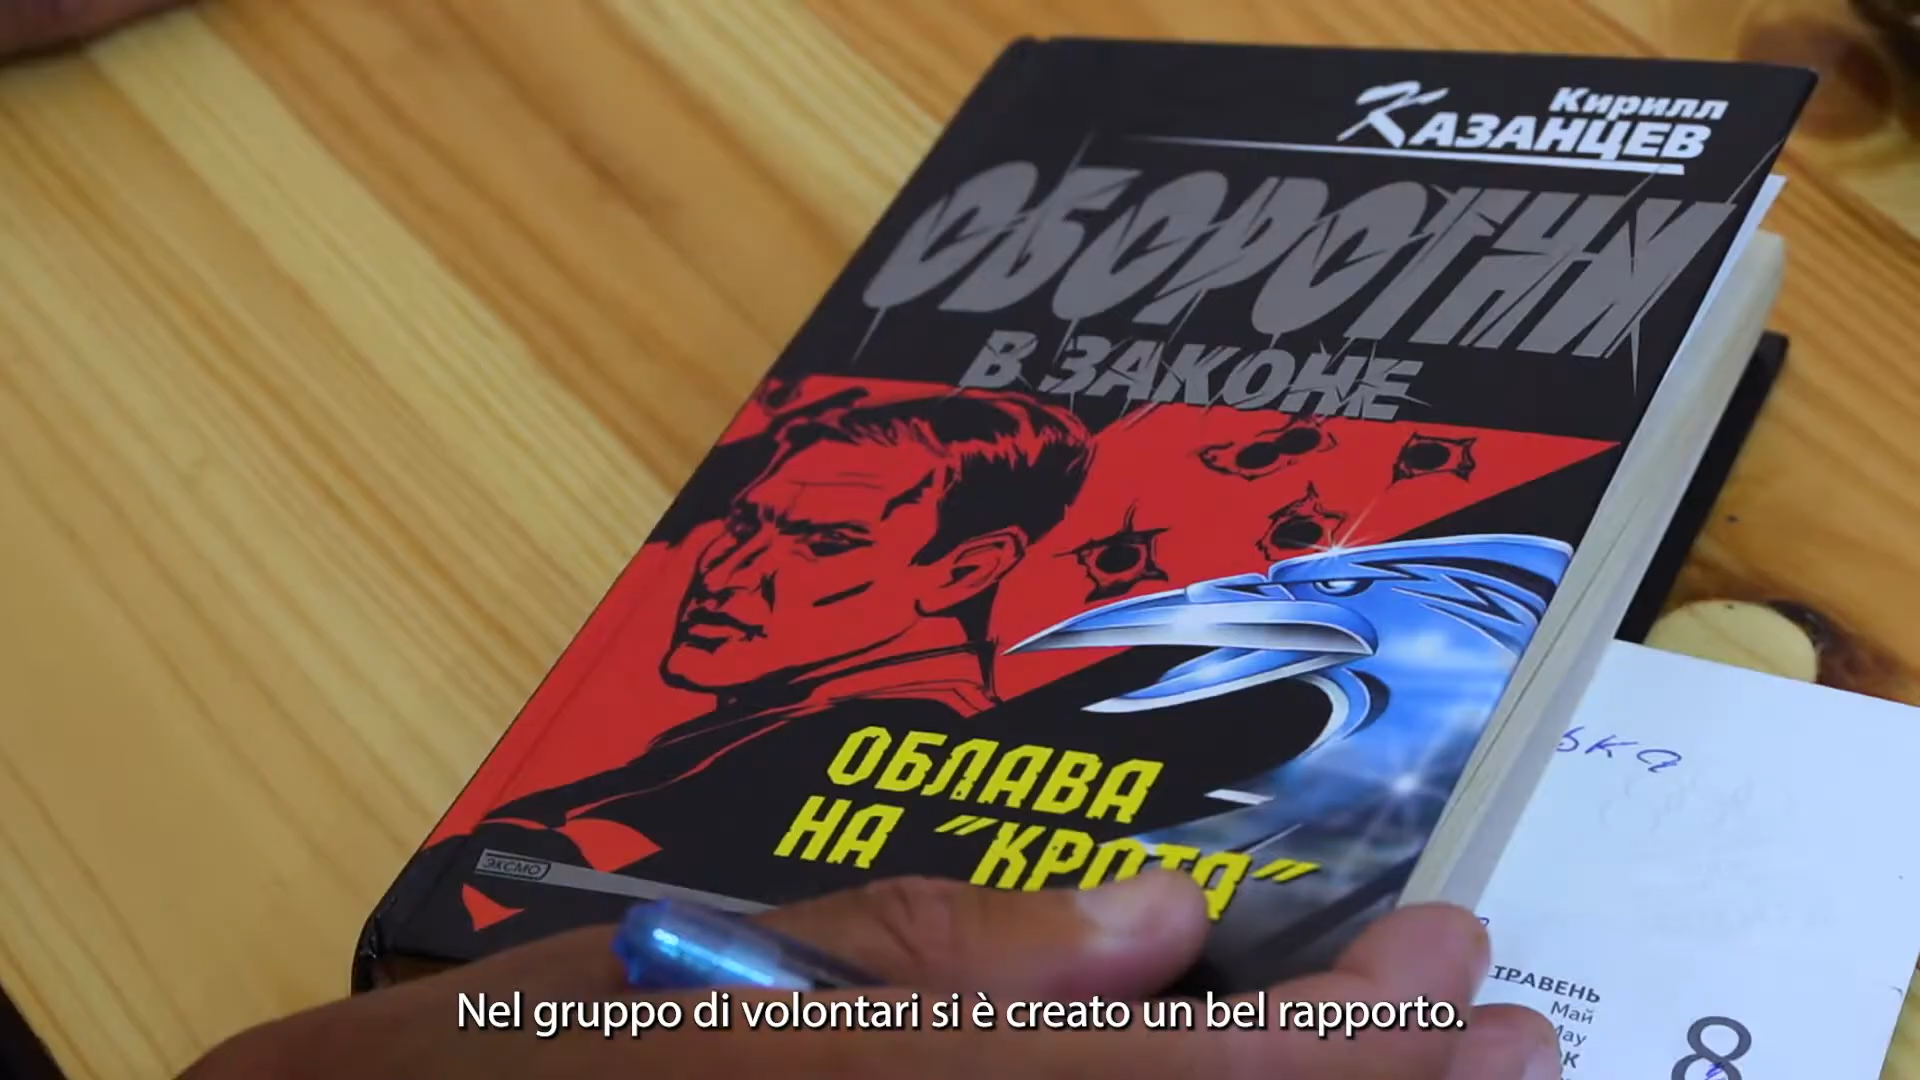 Кирилл
КАЗАНЦЕВ
ОБОРОТНИ
В ЗАКОНЕ
ОБЛАВА
НА "КРОТА"
ЭКСМО
ТРАВЕНЬ
Май
May
8
Nel gruppo di volontari si è creato un bel rapporto.